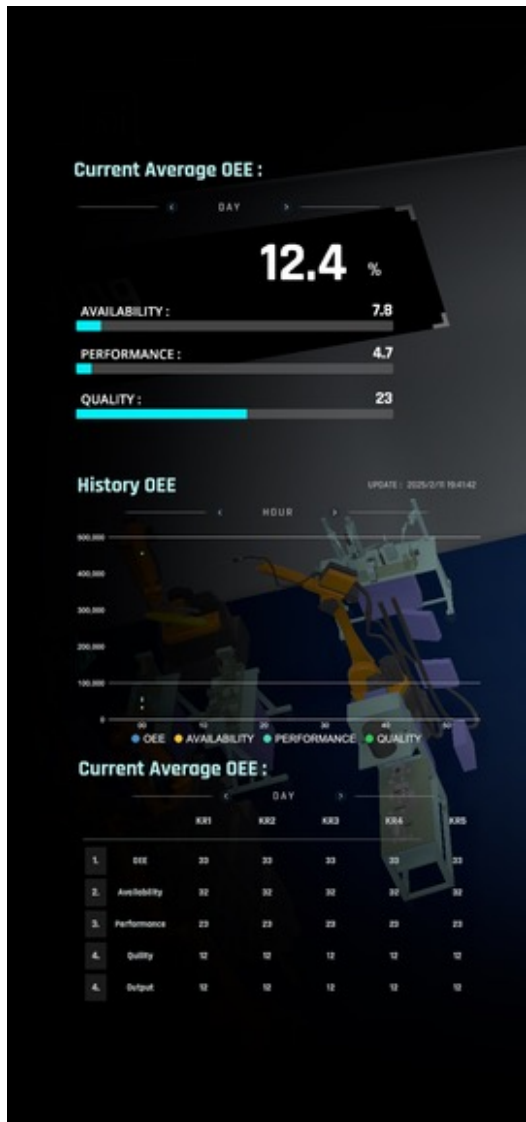 Current Average OEE :
< DAY >
12.4 %
AVAILABILITY : 7.8
PERFORMANCE : 4.7
QUALITY : 23
History OEE UPDATE : 2025/2/11 19:41:42
< HOUR >
500,000
400,000
300,000
200,000
100,000
0
00 10 20 30 40 50
OEE AVAILABILITY PERFORMANCE QUALITY
Current Average OEE :
< DAY >
KR1 KR2 KR3 KR4 KR5
1. OEE 33 33 33 33 33
2. Availability 32 32 32 32 32
3. Performance 23 23 23 23 23
4. Quility 12 12 12 12 12
4. Output 12 12 12 12 12